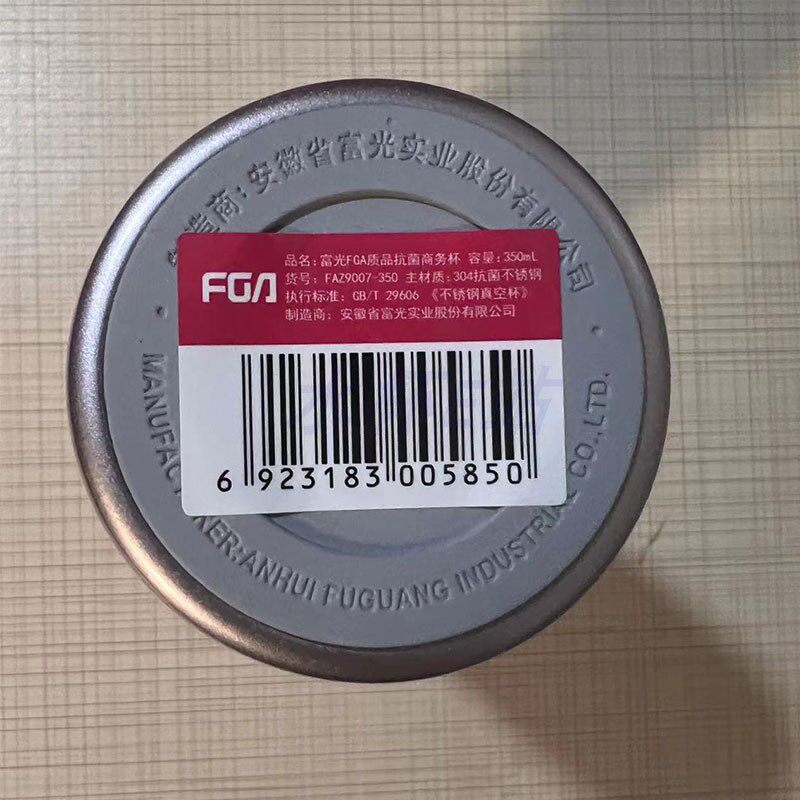 造商:安徽省富光实业股份有限公司
FGA
品名: 富光FGA质品抗菌商务杯 容量: 350mL
货号: FAZ9007-350 主材质: 304抗菌不锈钢
执行标准: GB/T 29606 《不锈钢真空杯》
制造商: 安徽省富光实业股份有限公司
6 923183 005850
MANUFAC KER:ANHUI FUGUANG INDUSTRIAL CO.,LTD.